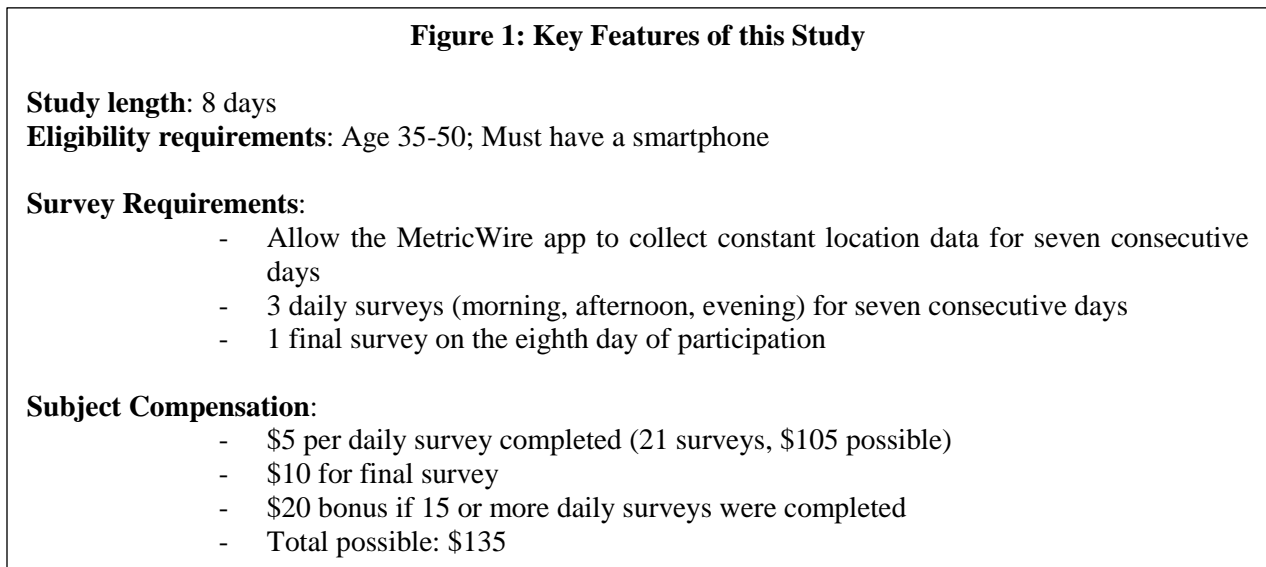 Figure 1: Key Features of this Study
Study length: 8 days
Eligibility requirements: Age 35-50; Must have a smartphone
Survey Requirements:
- Allow the MetricWire app to collect constant location data for seven consecutive
days
- 3 daily surveys (morning, afternoon, evening) for seven consecutive days
- 1 final survey on the eighth day of participation
Subject Compensation:
- $5 per daily survey completed (21 surveys, $105 possible)
- $10 for final survey
- $20 bonus if 15 or more daily surveys were completed
- Total possible: $135